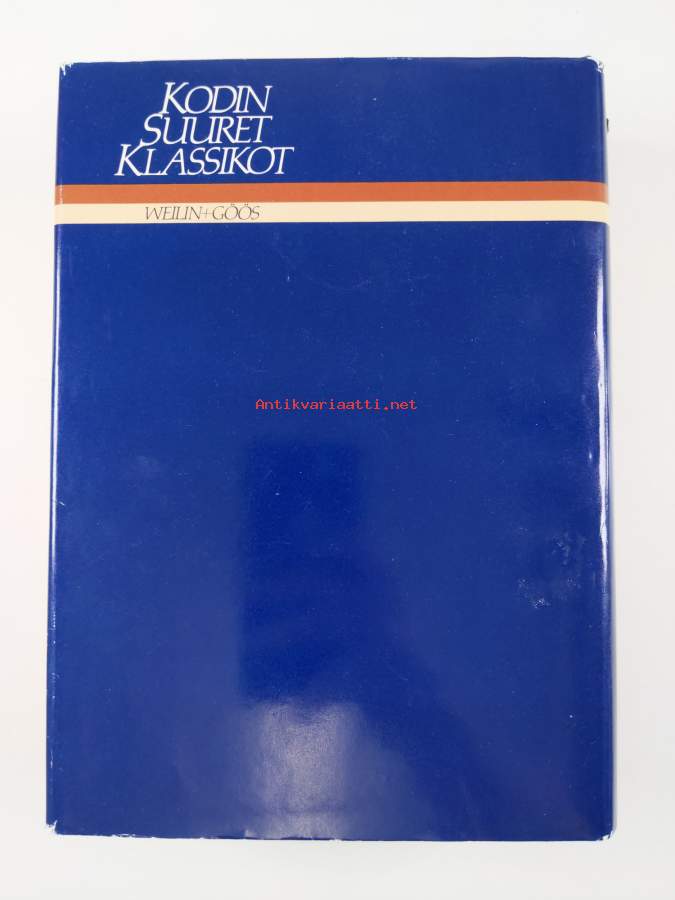 KODIN
SUURET
KLASSIKOT
WEILIN+GÖÖS
Antikvariaatti.net